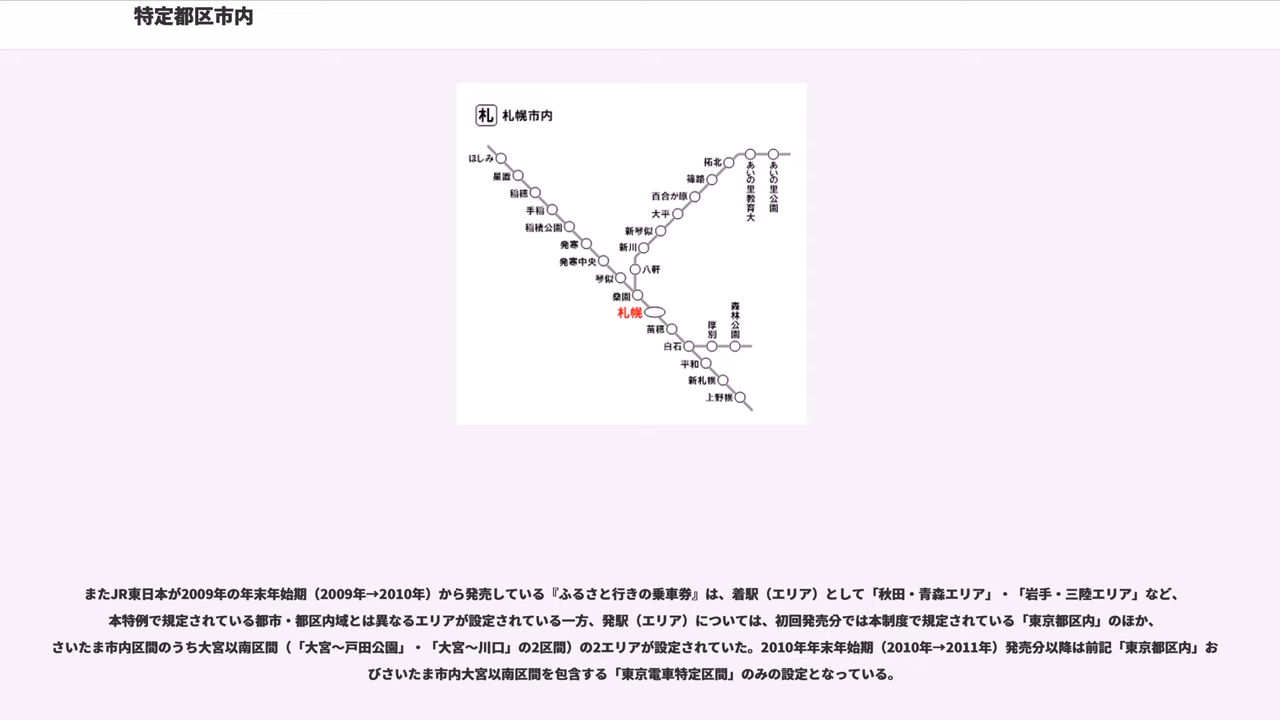 特定都区市内
札 札幌市内
ほしみ
星置
稲穂
手稲
稲積公園
発寒
発寒中央
琴似
桑園
札幌
苗穂
白石
平和
新札幌
上野幌
厚別
森林公園
八軒
新川
新琴似
大平
百合が原
篠路
拓北
あいの里教育大
あいの里公園
またJR東日本が2009年の年末年始期（2009年→2010年）から発売している『ふるさと行きの乗車券』は、着駅（エリア）として「秋田・青森エリア」・「岩手・三陸エリア」など、
本特例で規定されている都市・都区内域とは異なるエリアが設定されている一方、発駅（エリア）については、初回発売分では本制度で規定されている「東京都区内」のほか、
さいたま市内区間のうち大宮以南区間（「大宮〜戸田公園」・「大宮〜川口」の2区間）の2エリアが設定されていた。2010年年末年始期（2010年→2011年）発売分以降は前記「東京都区内」お
びさいたま市内大宮以南区間を包含する「東京電車特定区間」のみの設定となっている。